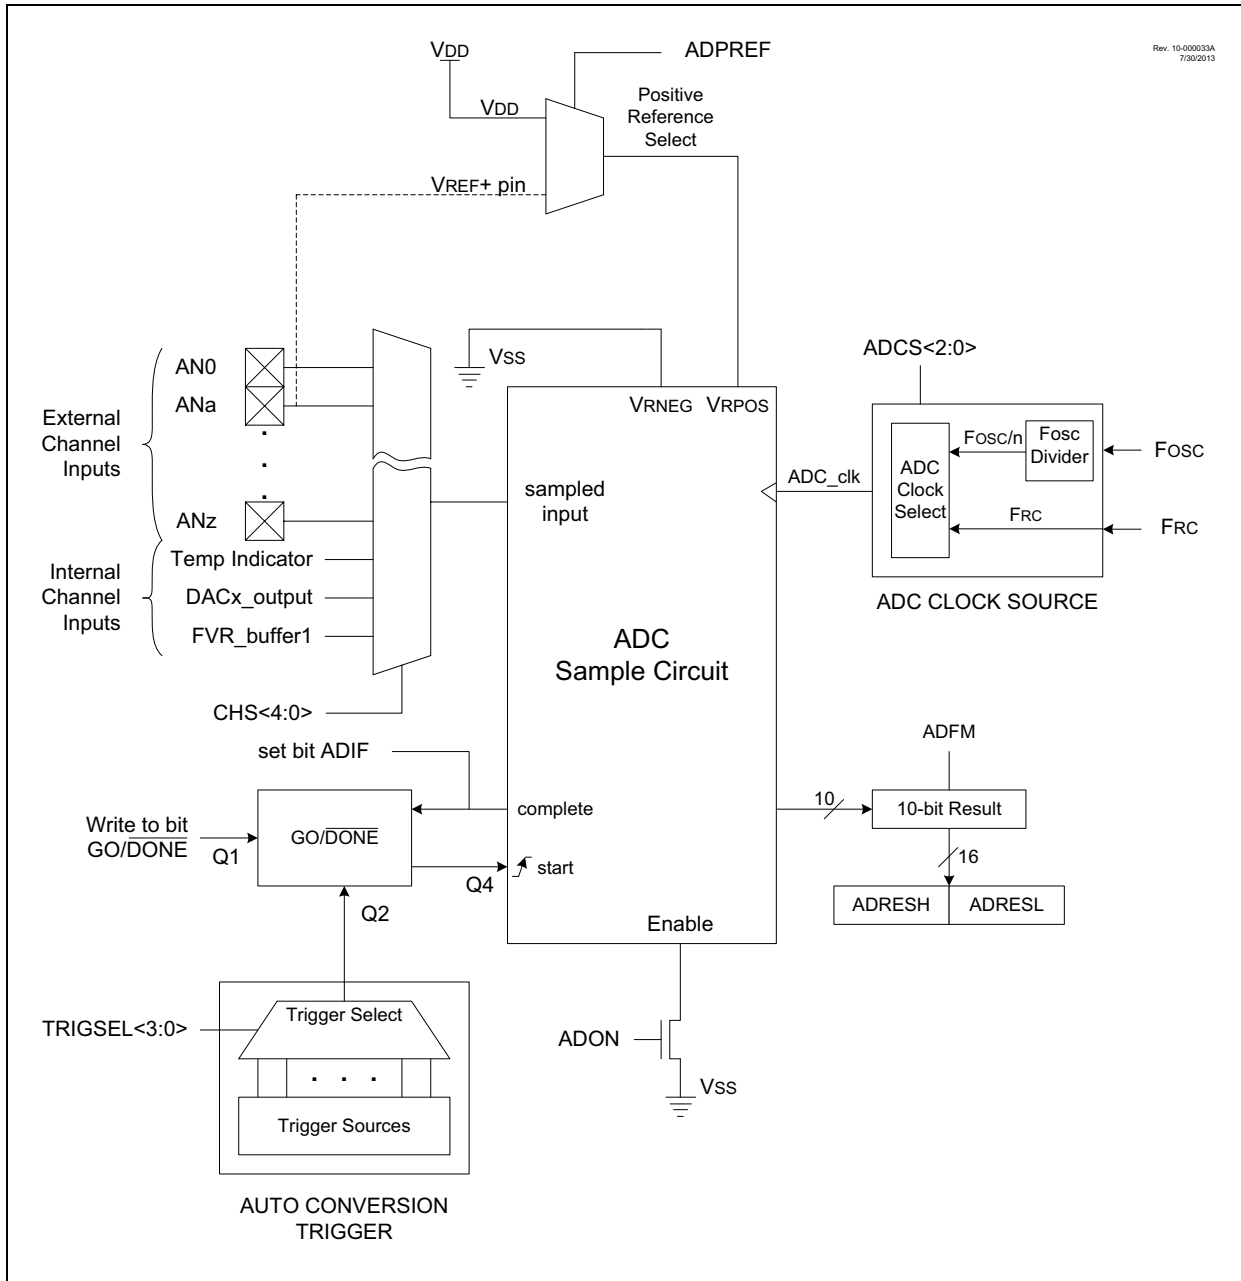 Rev. 10-000033A
7/30/2013
VDD
ADPREF
Positive
Reference
Select
VDD
VREF+ pin
VSS
ADCS<2:0>
AN0
ANa
External
Channel
Inputs
VRNEG VRPOS
FOSC/n
Fosc
Divider
FOSC
ADC
Clock
Select
ADC_clk
sampled
input
ANz
FRC
FRC
Temp Indicator
Internal
Channel
Inputs
DACx_output
FVR_buffer1
ADC CLOCK SOURCE
ADC
Sample Circuit
CHS<4:0>
set bit ADIF
ADFM
complete
10
10-bit Result
Write to bit
GO/DONE
Q1
GO/DONE
Q4
start
16
ADRESH
ADRESL
Q2
Enable
TRIGSEL<3:0>
Trigger Select
ADON
. . .
VSS
Trigger Sources
AUTO CONVERSION
TRIGGER